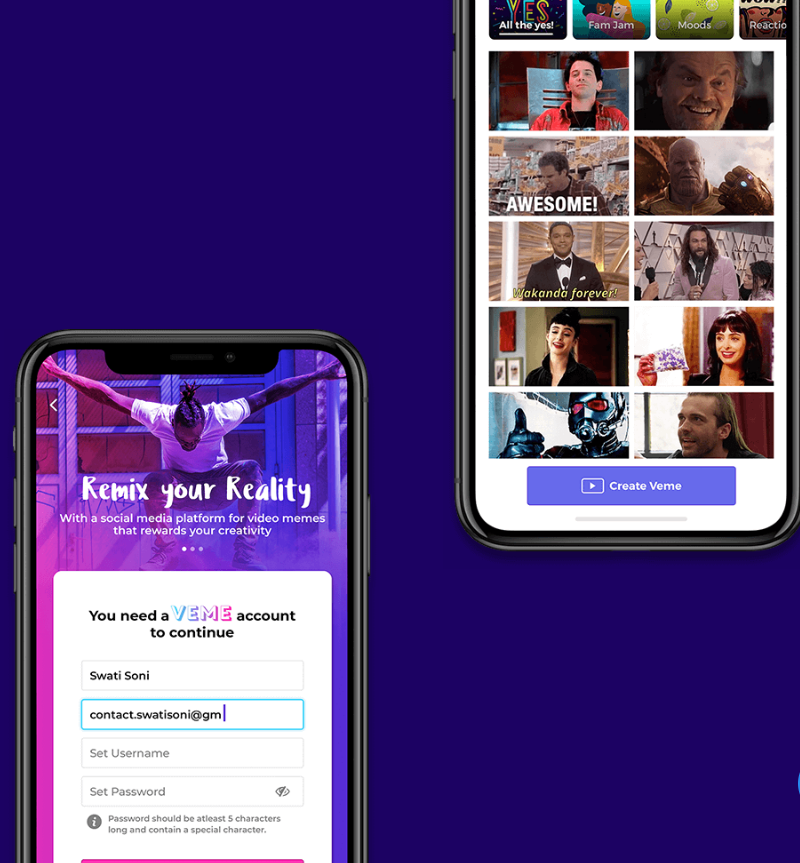 YES
All the yes!
Fam Jam
Moods
Reactio
AWESOME!
Wakanda forever!
Create Veme
Remix your Reality
With a social media platform for video memes
that rewards your creativity
You need a VEME account
to continue
Swati Soni
contact.swatisoni@gm
Set Username
Set Password
Password should be atleast 5 characters
long and contain a special character.